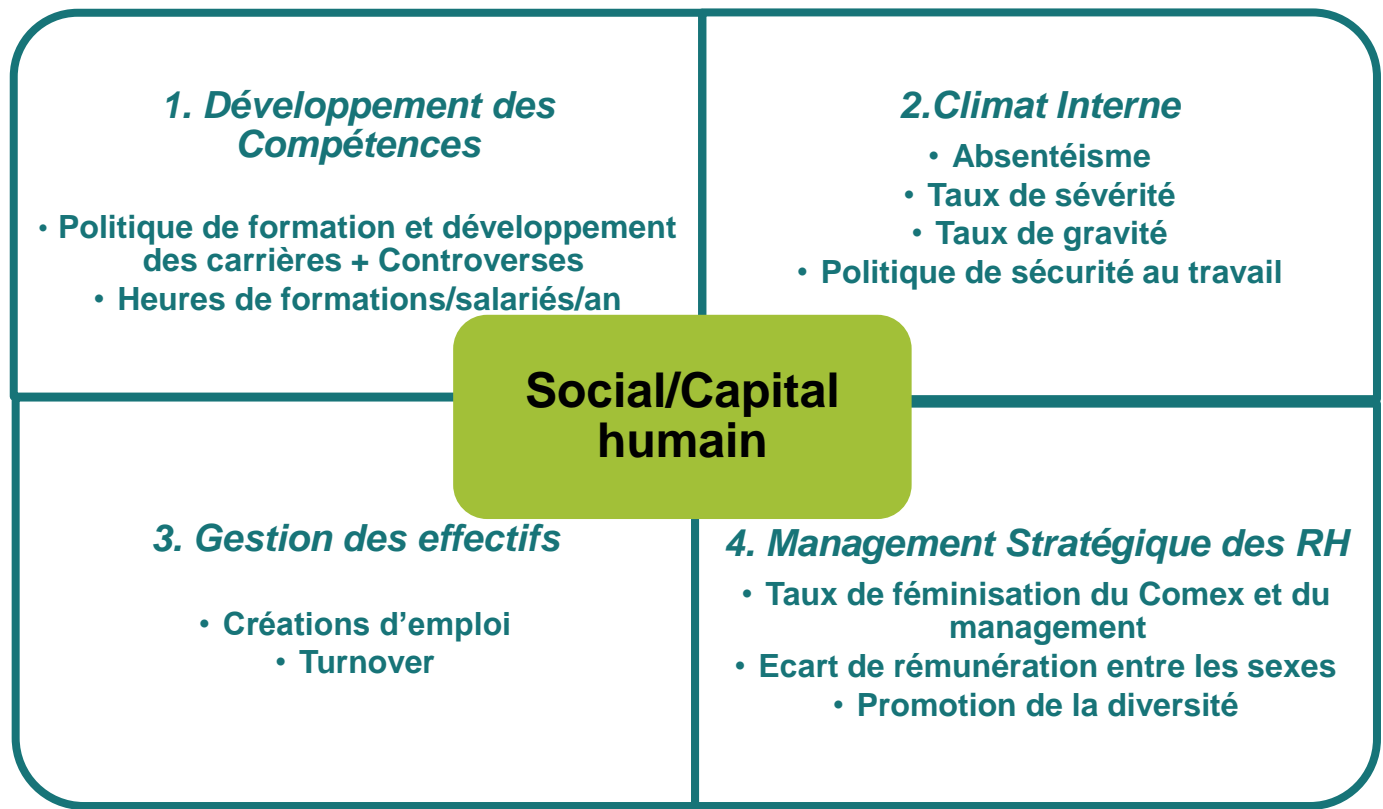 1. Développement des
Compétences
• Politique de formation et développement
des carrières + Controverses
• Heures de formations/salariés/an
2.Climat Interne
• Absentéisme
• Taux de sévérité
• Taux de gravité
• Politique de sécurité au travail
Social/Capital
humain
3. Gestion des effectifs
• Créations d’emploi
• Turnover
4. Management Stratégique des RH
• Taux de féminisation du Comex et du
management
• Ecart de rémunération entre les sexes
• Promotion de la diversité